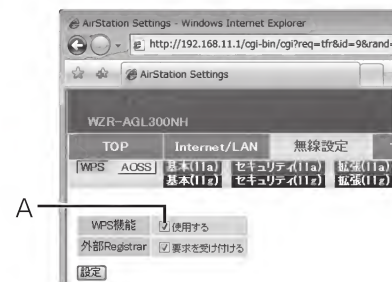 AirStation Settings - Windows Internet Explorer
http://192.168.11.1/cgi-bin/cgi?req=tfr&id=9&rand=
AirStation Settings
WZR-AGL300NH
TOP Internet/LAN 無線設定
WPS AOSS 基本(11a) セキュリティ(11a) 拡張(11a)
基本(11g) セキュリティ(11g) 拡張(11g)
A
WPS機能 使用する
外部Registrar 要求を受け付ける
設定